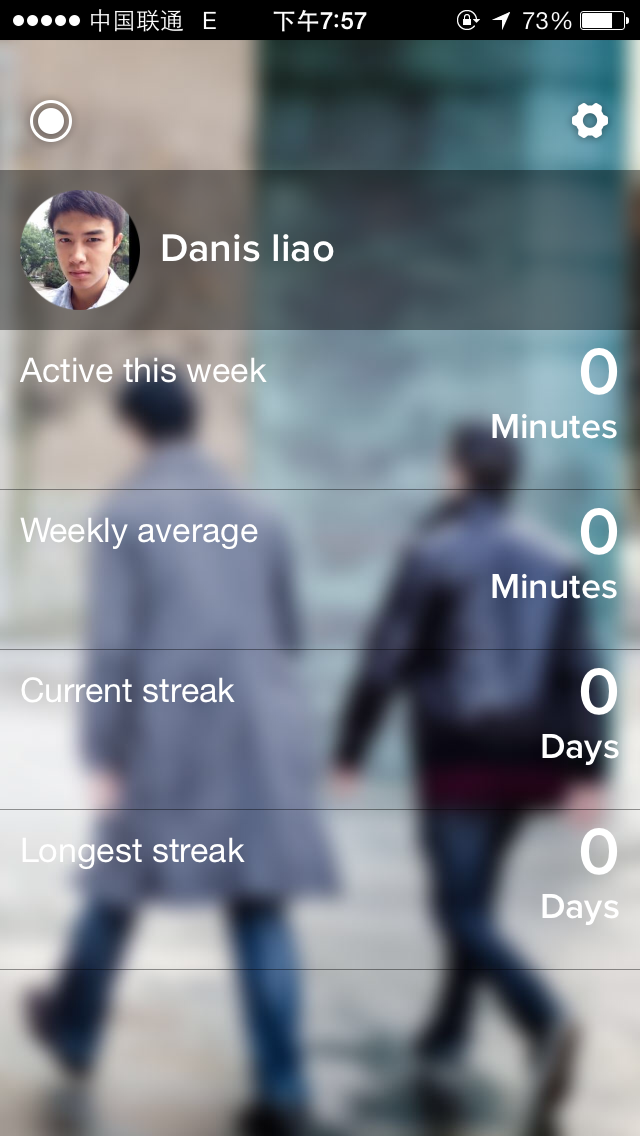 中国联通 E 下午7:57 73%
Danis liao
Active this week
0
Minutes
Weekly average
0
Minutes
Current streak
0
Days
Longest streak
0
Days